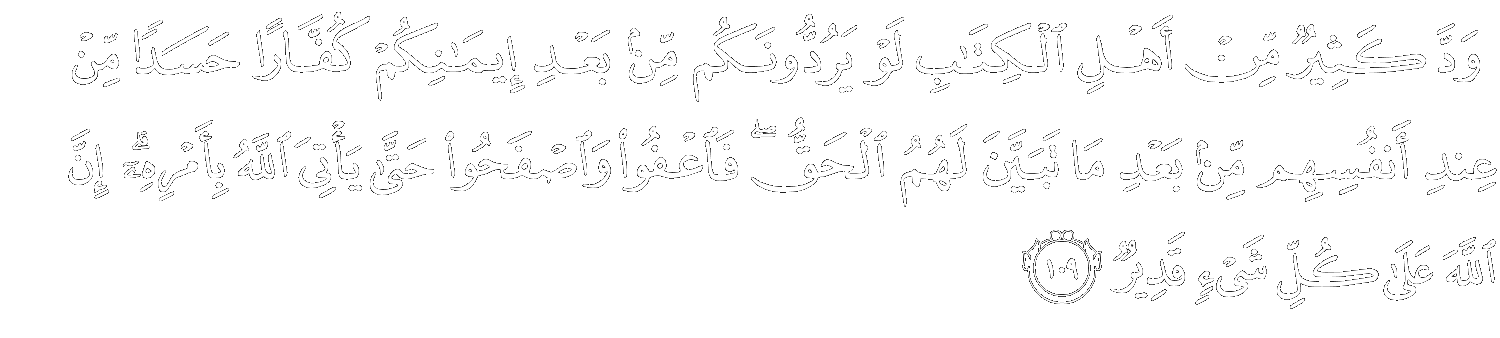 وَدَّ كَثِيرٌ مِّنْ أَهْلِ ٱلْكِتَٰبِ لَوْ يَرُدُّونَكُم مِّنۢ بَعْدِ إِيمَٰنِكُمْ كُفَّارًا حَسَدًا مِّنْ
عِندِ أَنفُسِهِم مِّنۢ بَعْدِ مَا تَبَيَّنَ لَهُمُ ٱلْحَقُّ ۖ فَٱعْفُوا۟ وَٱصْفَحُوا۟ حَتَّىٰ يَأْتِىَ ٱللَّهُ بِأَمْرِهِۦٓ ۗ إِنَّ
ٱللَّهَ عَلَىٰ كُلِّ شَىْءٍ قَدِيرٌ ١٠٩